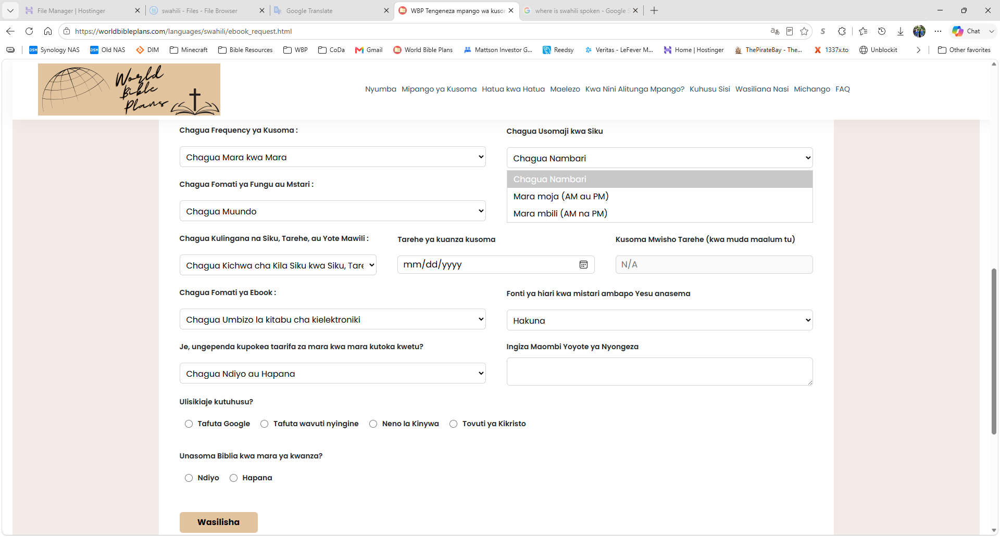 File Manager | Hostinger
swahili - Files - File Browser
Google Translate
WBP Tengeneza mpango wa kusor
where is swahili spoken - Google S
https://worldbibleplans.com/languages/swahili/ebook_request.html
Chat
DSM Synology NAS
DSM Old NAS
DIM
Minecraft
Bible Resources
WBP
CoDa
Gmail
World Bible Plans
Mattson Investor G...
Reedsy
Veritas - LeFever M...
Home | Hostinger
ThePirateBay - The...
1337x.to
Unblockit
Other favorites
World
Bible
Plans
Nyumba Mipango ya Kusoma Hatua kwa Hatua Maelezo Kwa Nini Alitunga Mpango? Kuhusu Sisi Wasiliana Nasi Michango FAQ
Chagua Frequency ya Kusoma :
Chagua Usomaji kwa Siku
Chagua Mara kwa Mara
Chagua Nambari
Chagua Nambari
Mara moja (AM au PM)
Mara mbili (AM na PM)
Chagua Fomati ya Fungu au Mstari :
Chagua Muundo
Chagua Kulingana na Siku, Tarehe, au Yote Mawili :
Tarehe ya kuanza kusoma
Kusoma Mwisho Tarehe (kwa muda maalum tu)
Chagua Kichwa cha Kila Siku kwa Siku, Tare
mm/dd/yyyy
N/A
Chagua Fomati ya Ebook :
Fonti ya hiari kwa mistari ambapo Yesu anasema
Chagua Umbizo la kitabu cha kielektroniki
Hakuna
Je, ungependa kupokea taarifa za mara kwa mara kutoka kwetu?
Ingiza Maombi Yoyote ya Nyongeza
Chagua Ndiyo au Hapana
Ulisikiaje kutuhusu?
Tafuta Google
Tafuta wavuti nyingine
Neno la Kinywa
Tovuti ya Kikristo
Unasoma Biblia kwa mara ya kwanza?
Ndiyo
Hapana
Wasilisha